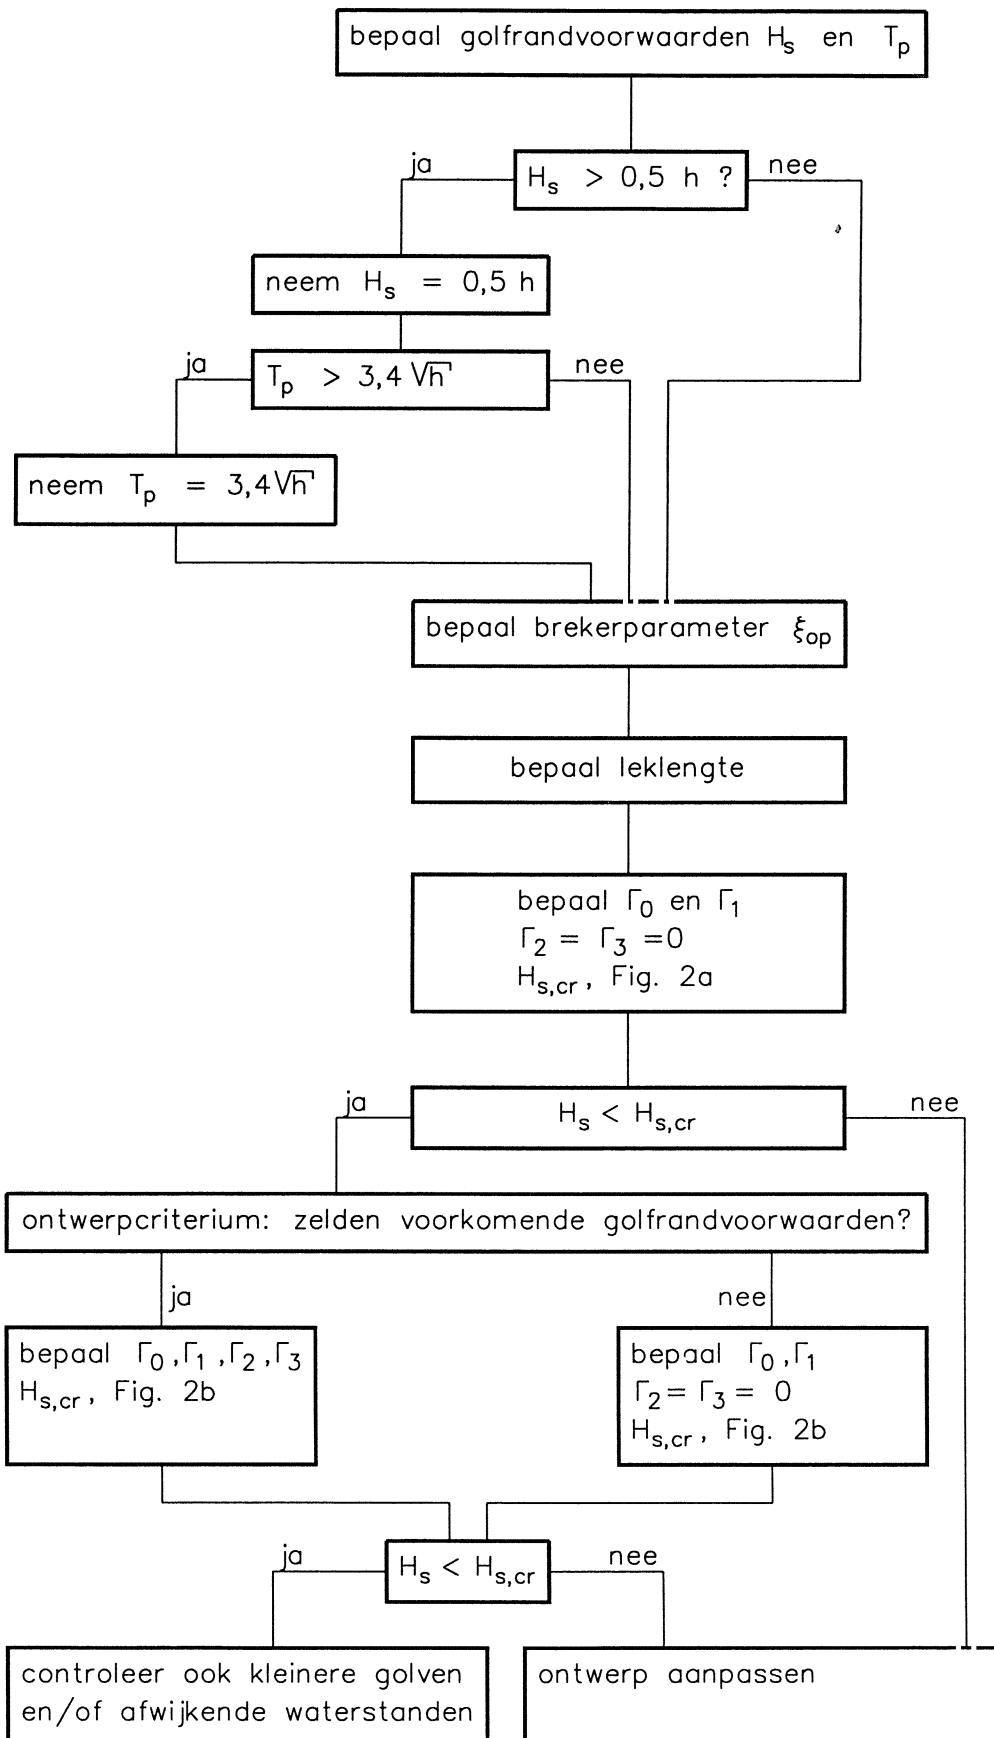 bepaal golfrandvoorwaarden Hs en Tp
ja
Hs > 0,5 h ?
nee
neem Hs = 0,5 h
ja
Tp > 3,4 √h
nee
neem Tp = 3,4√h
bepaal brekerparameter ξop
bepaal leklengte
bepaal Γ0 en Γ1
Γ2 = Γ3 =0
Hs,cr, Fig. 2a
ja
Hs < Hs,cr
nee
ontwerpcriterium: zelden voorkomende golfrandvoorwaarden?
ja
nee
bepaal Γ0,Γ1,Γ2,Γ3
Hs,cr, Fig. 2b
bepaal Γ0,Γ1
Γ2= Γ3= 0
Hs,cr, Fig. 2b
ja
Hs < Hs,cr
nee
controleer ook kleinere golven
en/of afwijkende waterstanden
ontwerp aanpassen